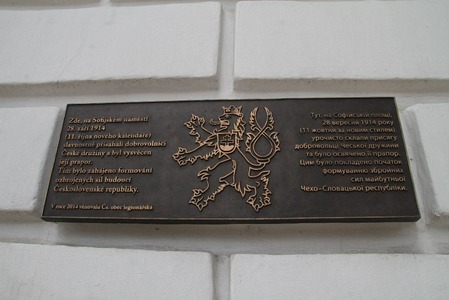 Zde, na Sofijském náměstí
28. září 1914
(11. října nového kalendáře)
slavnostně přísahali dobrovolníci
České družiny a byl vysvěcen
její prapor.
Tím bylo zahájeno formování
ozbrojených sil budoucí
Československé republiky.
V roce 2014 věnovala Čs. obec legionářská
Тут, на Софійській площі,
28 вересня 1914 року
(11 жовтня за новим стилем)
урочисто склали присягу
добровольці Чеської дружини
та було освячено її прапор.
Цим було покладено початок
формуванню збройних
сил майбутньої
Чехо-Словацької республіки.